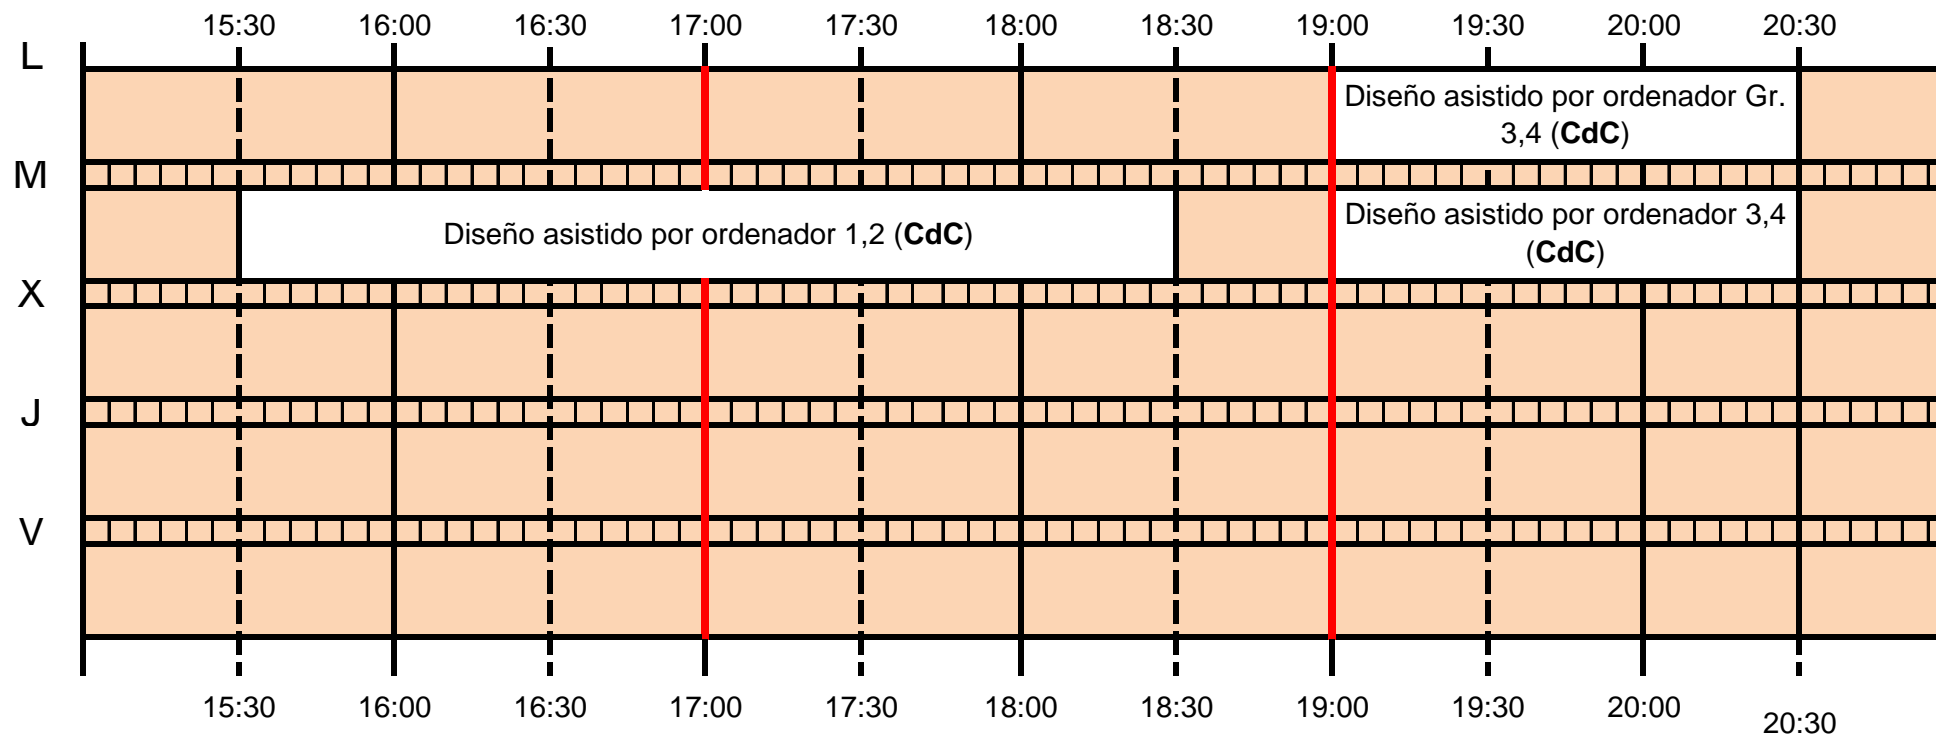 15:30 16:00 16:30 17:00 17:30 18:00 18:30 19:00 19:30 20:00 20:30
L
Diseño asistido por ordenador Gr.
3,4 (CdC)
M
Diseño asistido por ordenador 1,2 (CdC)
Diseño asistido por ordenador 3,4
(CdC)
X
J
V
15:30 16:00 16:30 17:00 17:30 18:00 18:30 19:00 19:30 20:00 20:30